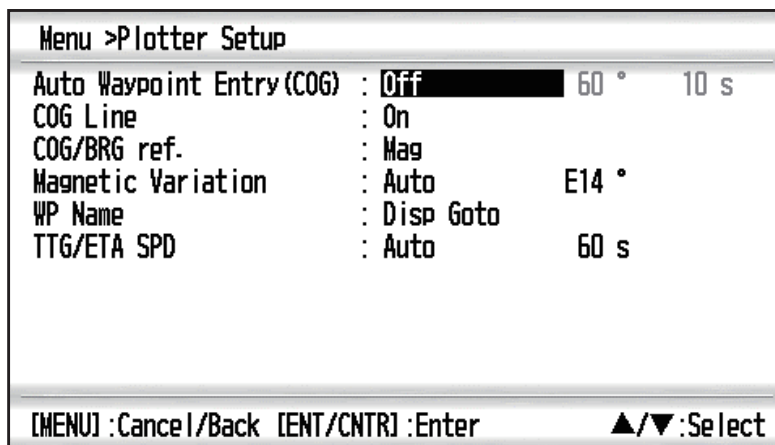 Menu >Plotter Setup
Auto Waypoint Entry(COG) : Off 60 ° 10 s
COG Line : On
COG/BRG ref. : Mag
Magnetic Variation : Auto E14 °
WP Name : Disp Goto
TTG/ETA SPD : Auto 60 s
[MENU] :Cancel/Back [ENT/CNTR] :Enter ▲/▼ :Select